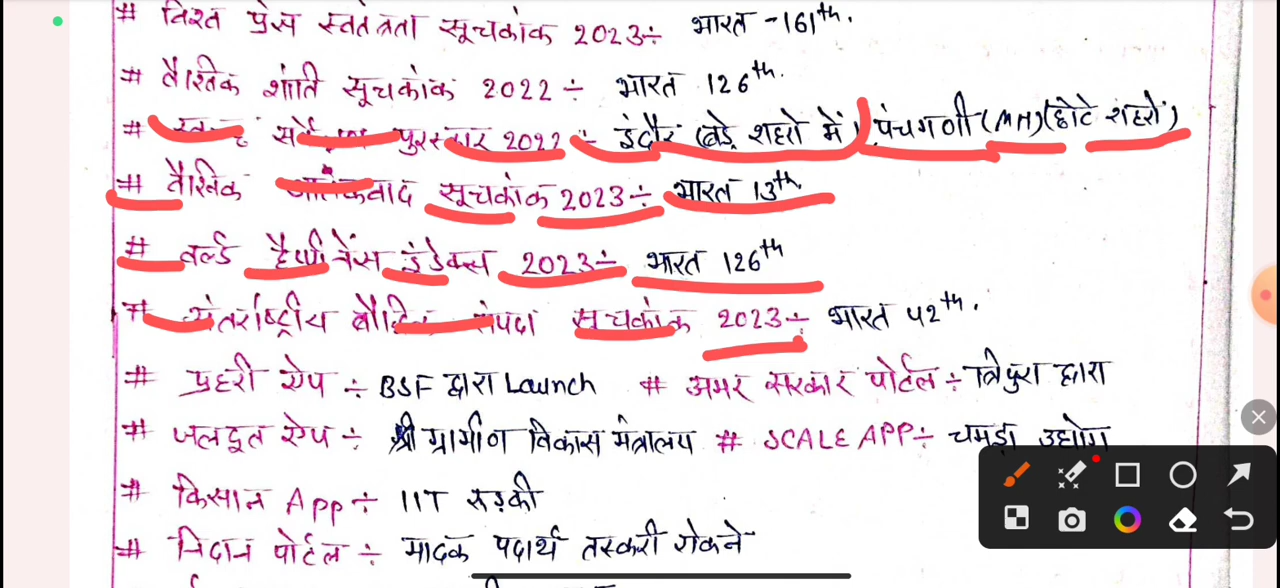 # विश्व प्रेस स्वतंत्रता सूचकांक 2023÷ भारत -161th.
# वैश्विक शांति सूचकांक 2022÷ भारत 126th.
# स्वच्छ सर्वेक्षण पुरस्कार 2022÷ इंदौर (बड़े शहरो में) पंचगनी (MH) (छोटे शहरों)
# वैश्विक आतंकवाद सूचकांक 2023÷ भारत 13th.
# वर्ल्ड हैप्पीनेंस इंडेक्स 2023÷ भारत 126th
# अंतर्राष्ट्रीय बौद्धिक संपदा सूचकांक 2023÷ भारत 42th.
# प्रहरी ऐप÷ BSF द्वारा Launch # अमर सरकार पोर्टल÷ त्रिपुरा द्वारा
# जलदूत ऐप÷ श्री ग्रामीण विकास मंत्रालय # SCALE APP÷ चमड़ा उद्योग
# किसान App÷ IIT रुड़की
# निदान पोर्टल÷ मादक पदार्थ तस्करी रोकने